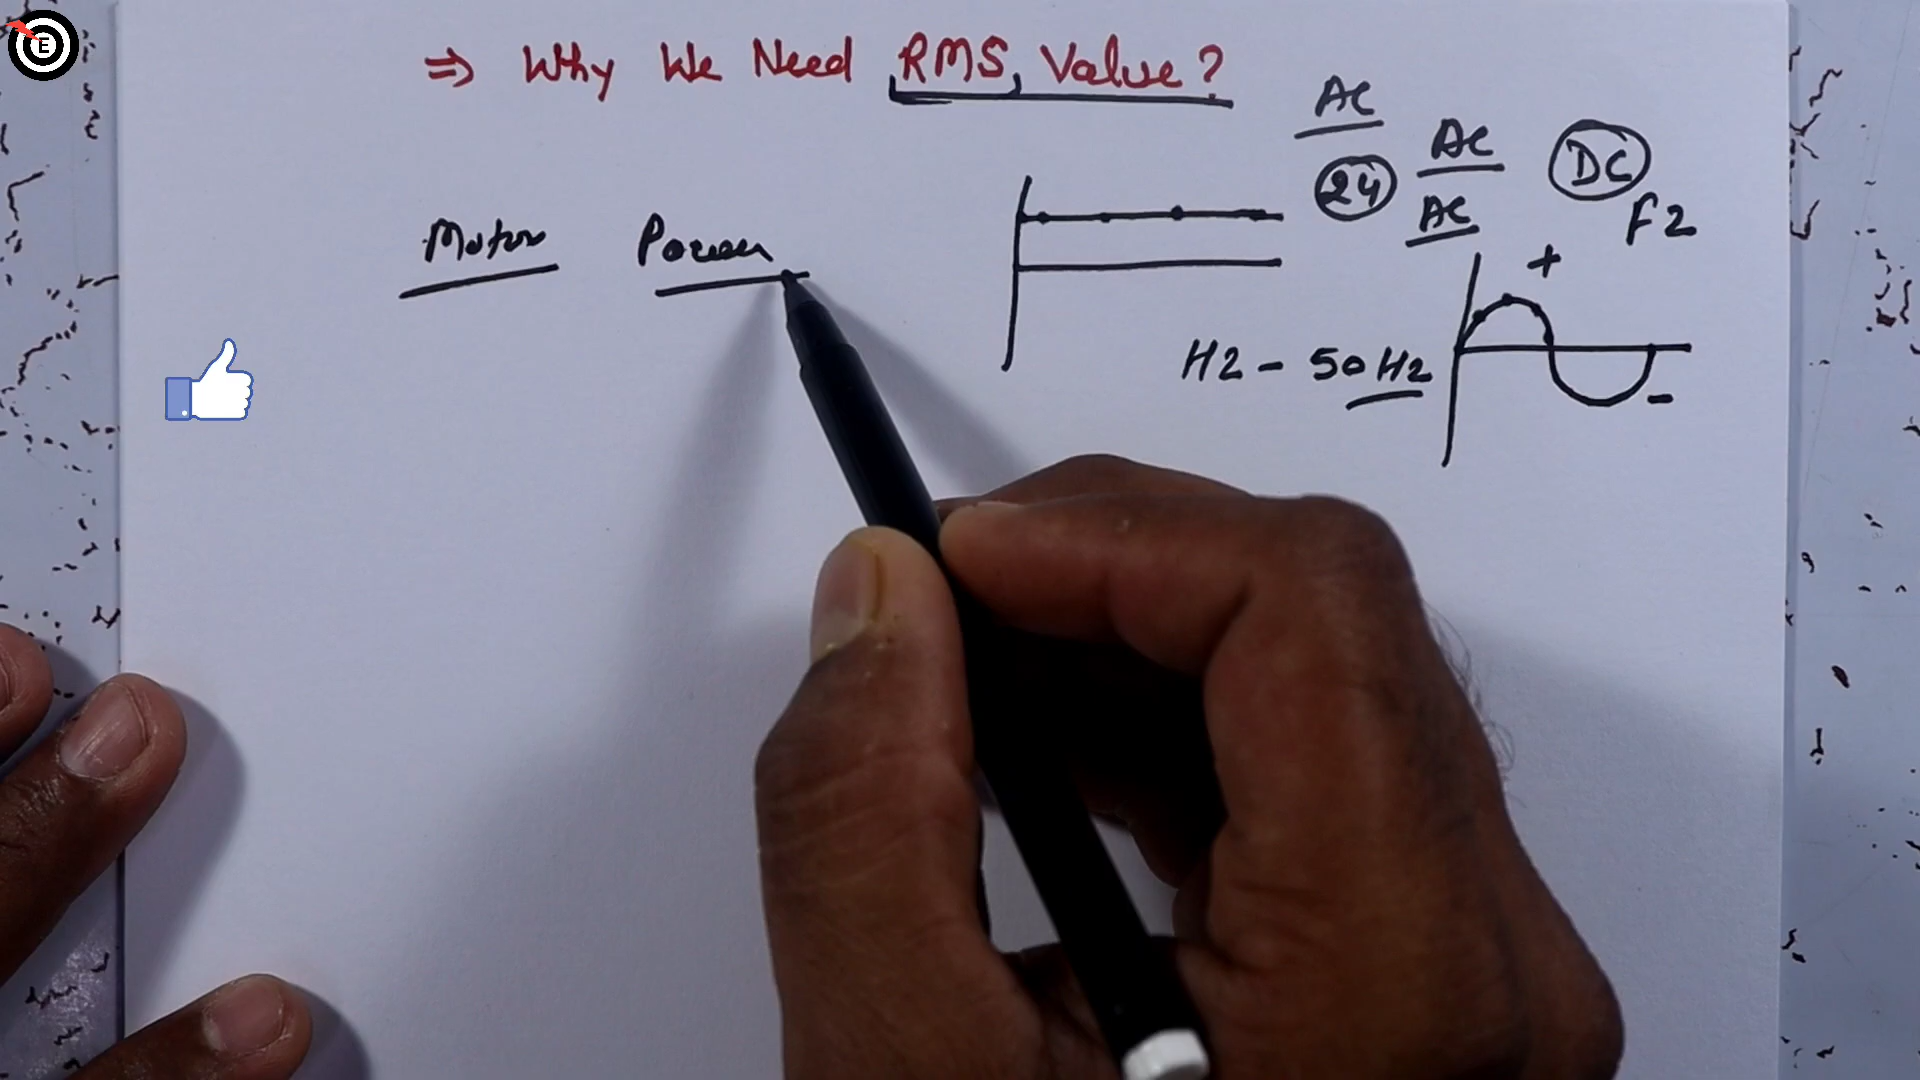 E
⇒ Why We Need RMS Value?
AC
AC
DC
24
AC
F2
Motor Power
+
H2 - 50 H2
-